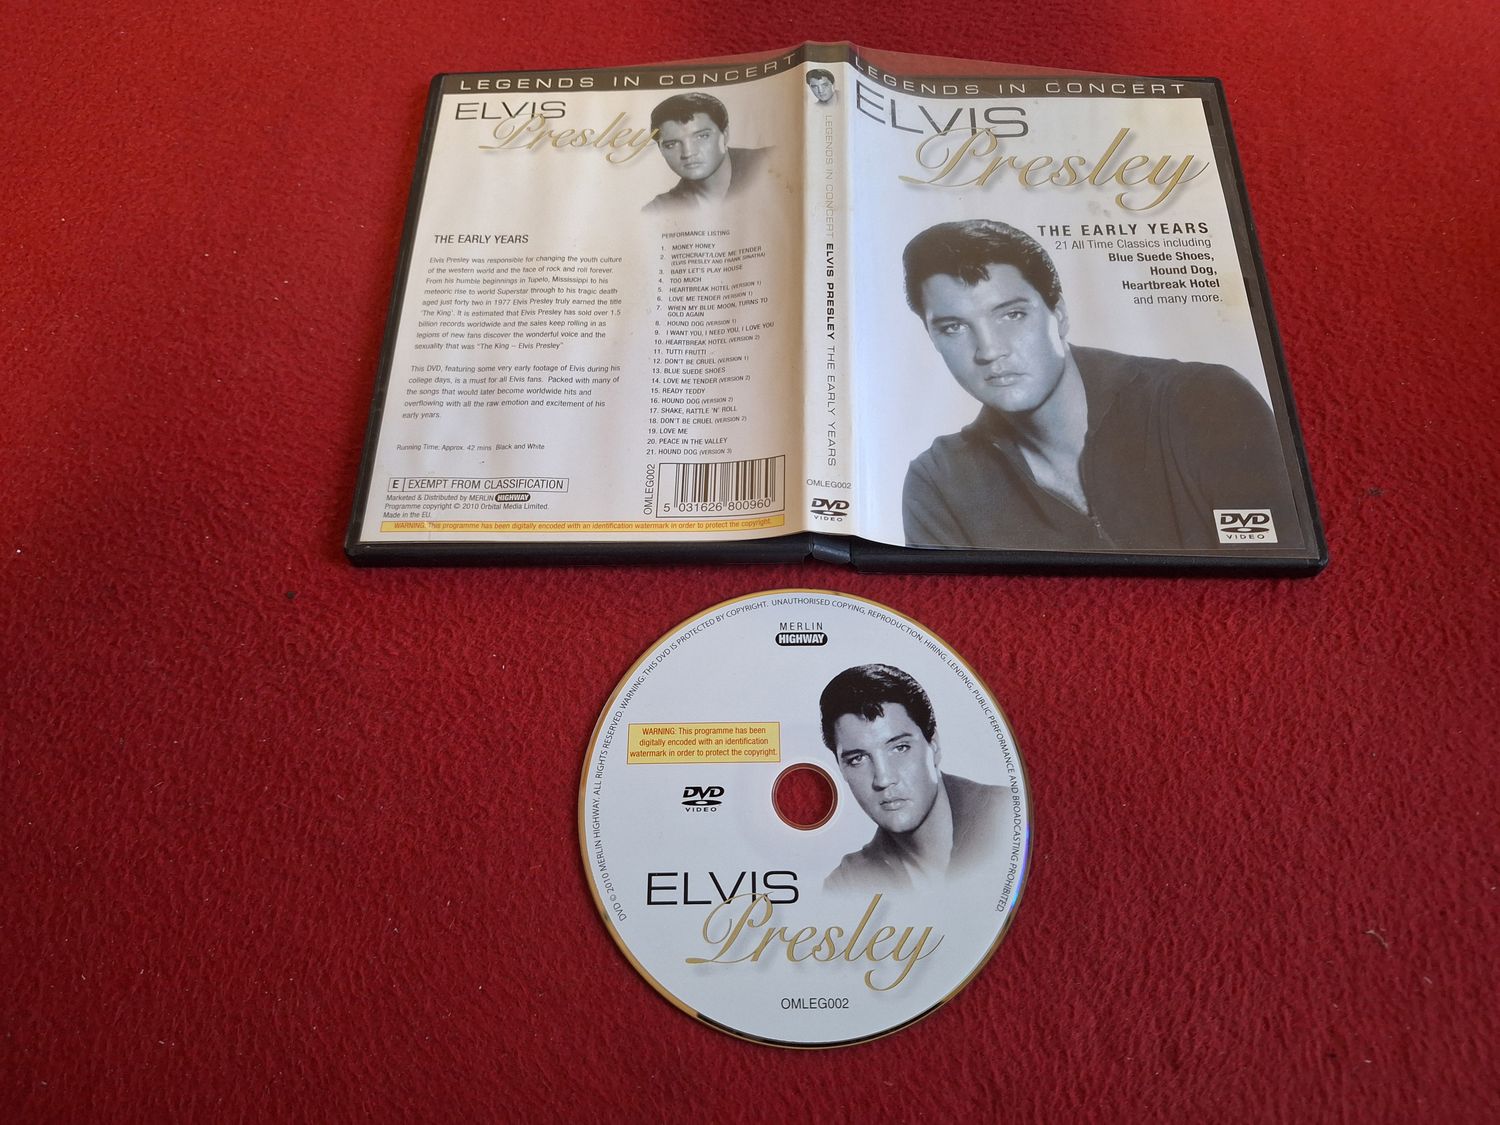 LEGENDS IN CONCERT
ELVIS
Presley
THE EARLY YEARS
Elvis Presley was responsible for changing the youth culture
of the western world and the face of rock and roll forever.
From his humble beginnings in Tupelo, Mississippi to his
meteoric rise to world Superstar through to his tragic death
aged just forty two in 1977 Elvis Presley truly earned the title
'The King'. It is estimated that Elvis Presley has sold over 1.5
billion records worldwide and the sales keep rolling in as
legions of new fans discover the wonderful voice and the
sexuality that was "The King – Elvis Presley"
This DVD, featuring some very early footage of Elvis during his
college days, is a must for all Elvis fans. Packed with many of
the songs that would later become worldwide hits and
overflowing with all the raw emotion and excitement of his
early years.
Running Time: Approx. 42 mins Black and White
E EXEMPT FROM CLASSIFICATION
Marketed & Distributed by MERLIN HIGHWAY
Programme copyright © 2010 Orbital Media Limited.
Made in the EU.
WARNING: This programme has been digitally encoded with an identification watermark in order to protect the copyright.
PERFORMANCE LISTING
1. MONEY HONEY
2. WITCHCRAFT/LOVE ME TENDER
(ELVIS PRESLEY AND FRANK SINATRA)
3. BABY LET'S PLAY HOUSE
4. TOO MUCH
5. HEARTBREAK HOTEL (VERSION 1)
6. LOVE ME TENDER (VERSION 1)
7. WHEN MY BLUE MOON, TURNS TO
GOLD AGAIN
8. HOUND DOG (VERSION 1)
9. I WANT YOU, I NEED YOU, I LOVE YOU
10. HEARTBREAK HOTEL (VERSION 2)
11. TUTTI FRUTTI
12. DON'T BE CRUEL (VERSION 1)
13. BLUE SUEDE SHOES
14. LOVE ME TENDER (VERSION 2)
15. READY TEDDY
16. HOUND DOG (VERSION 2)
17. SHAKE, RATTLE 'N' ROLL
18. DON'T BE CRUEL (VERSION 2)
19. LOVE ME
20. PEACE IN THE VALLEY
21. HOUND DOG (VERSION 3)
OMLEG002
5 031626 800960
LEGENDS IN CONCERT ELVIS PRESLEY THE EARLY YEARS
OMLEG002
DVD
VIDEO
LEGENDS IN CONCERT
ELVIS
Presley
THE EARLY YEARS
21 All Time Classics including
Blue Suede Shoes,
Hound Dog,
Heartbreak Hotel
and many more.
DVD
VIDEO
DVD © 2010 MERLIN HIGHWAY. ALL RIGHTS RESERVED. WARNING: THIS DVD IS PROTECTED BY COPYRIGHT. UNAUTHORISED COPYING, REPRODUCTION, HIRING, LENDING, PUBLIC PERFORMANCE AND BROADCASTING PROHIBITED.
MERLIN
HIGHWAY
WARNING: This programme has been
digitally encoded with an identification
watermark in order to protect the copyright.
DVD
VIDEO
ELVIS
Presley
OMLEG002